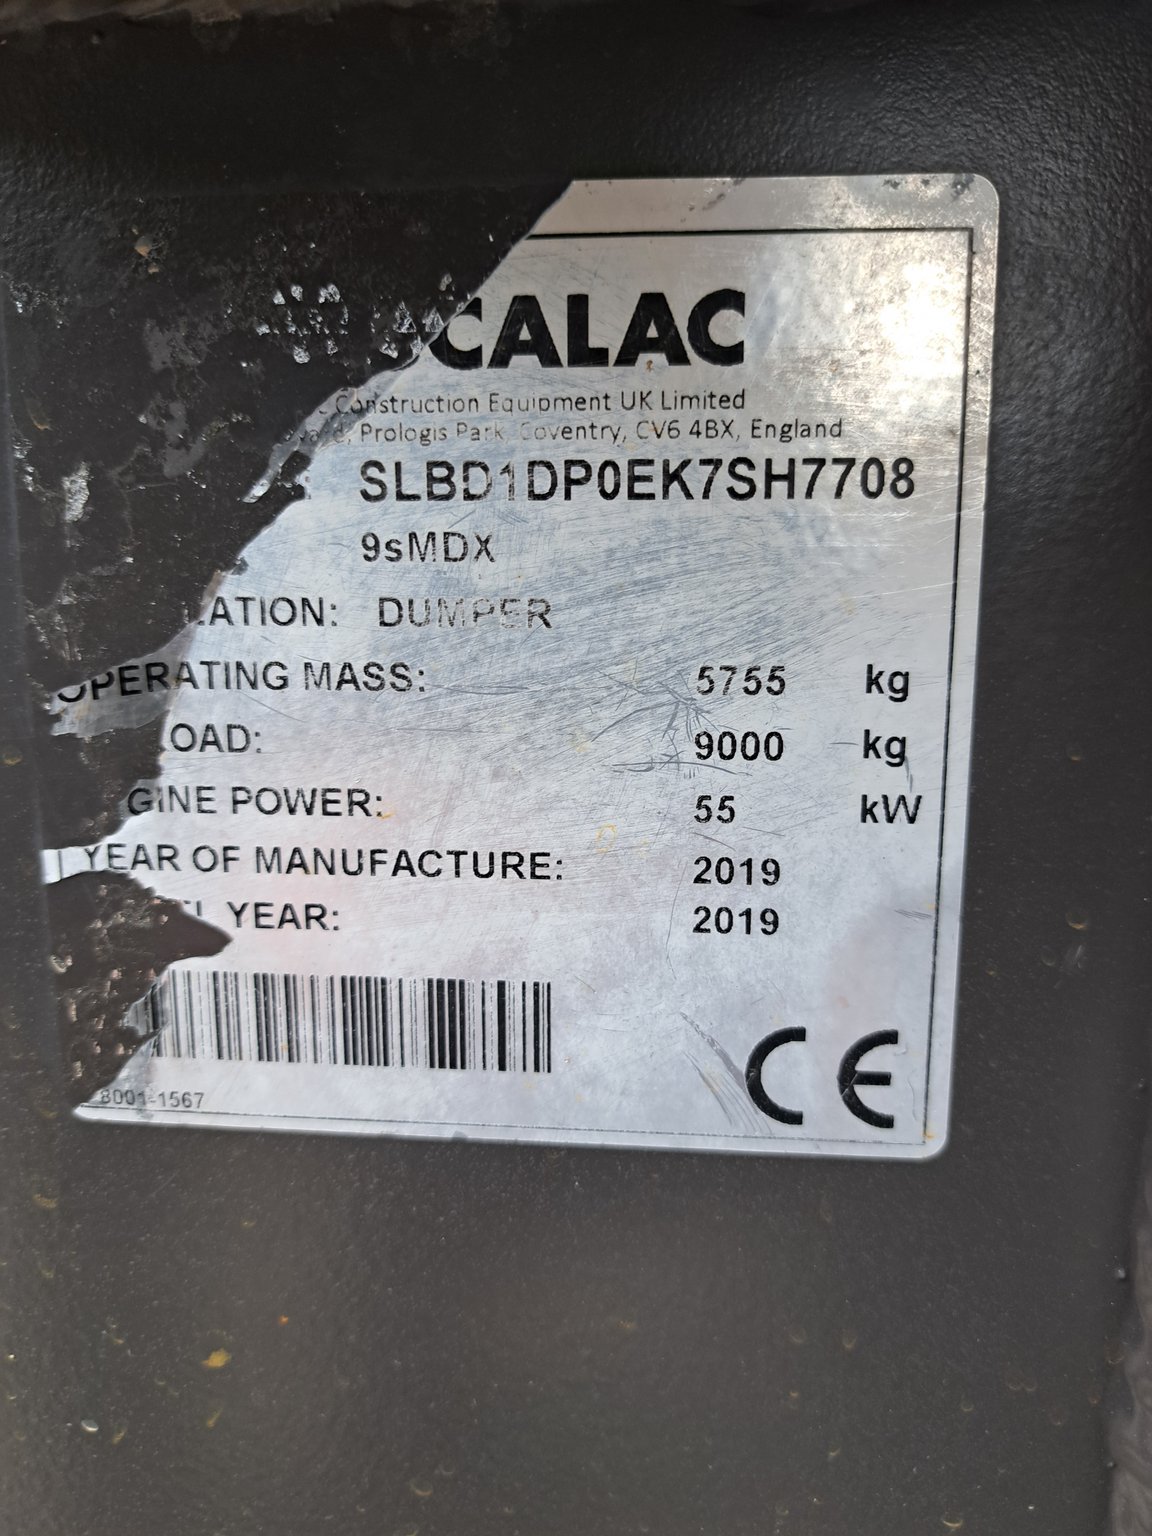 CALAC
Construction Equipment UK Limited
Prologis Park, Coventry, CV6 4BX, England
SLBD1DP0EK7SH7708
9sMDX
LATION: DUMPER
OPERATING MASS: 5755 kg
OAD: 9000 kg
GINE POWER: 55 kW
YEAR OF MANUFACTURE: 2019
YEAR: 2019
8001-1567
CE